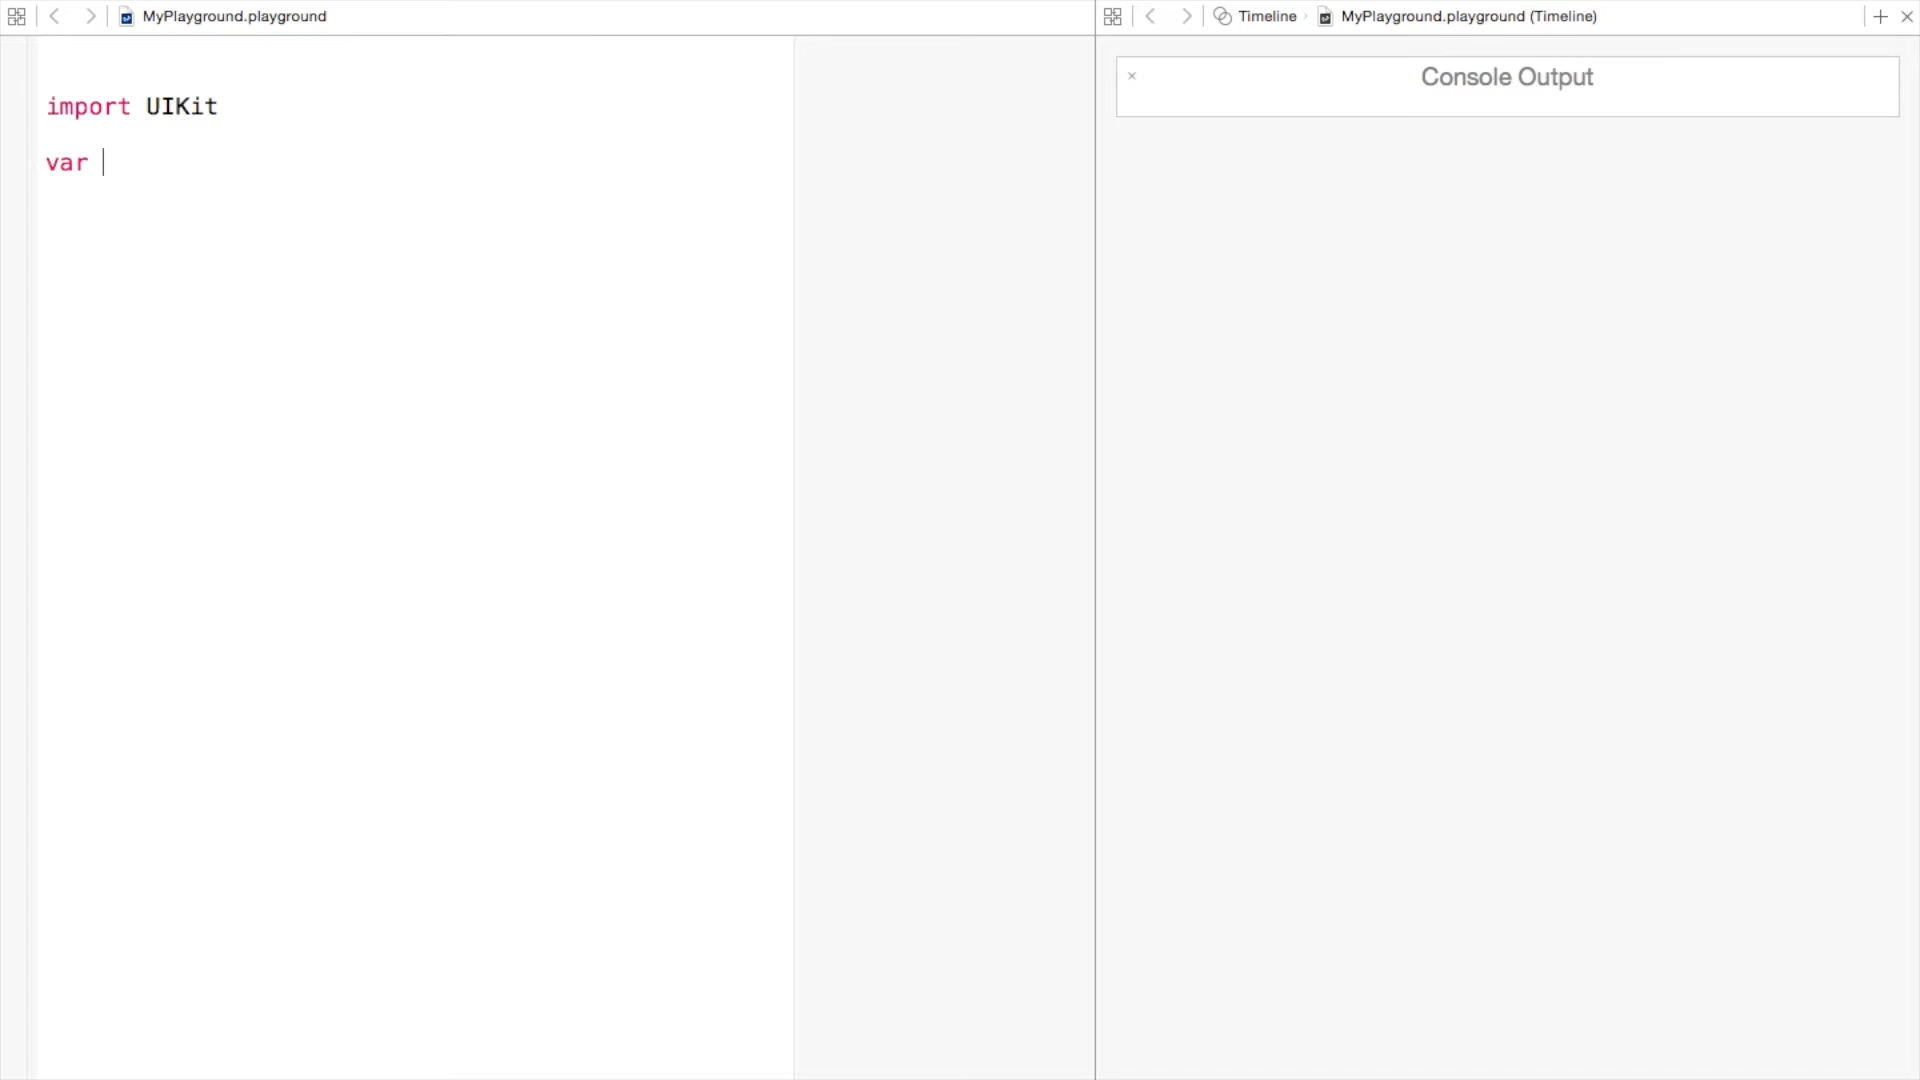 MyPlayground.playground
Timeline
MyPlayground.playground (Timeline)
import UIKit
var
Console Output